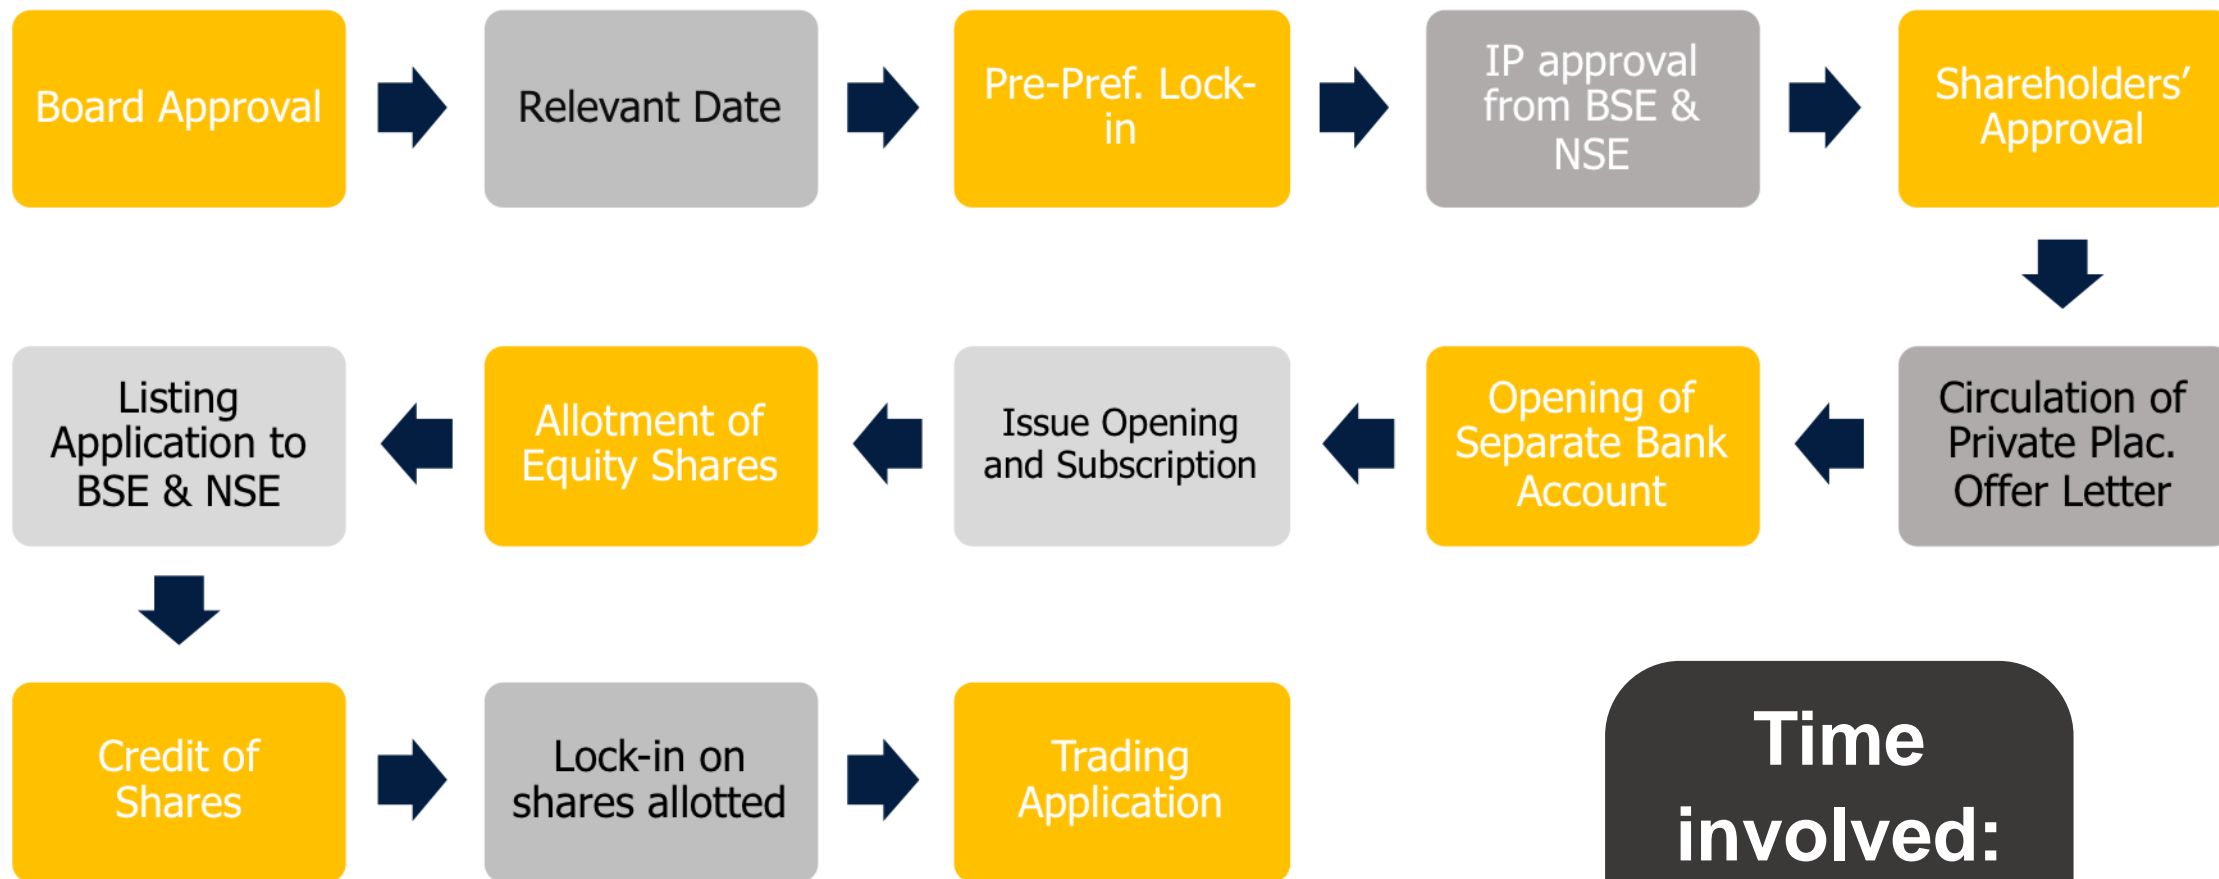 Board Approval
Relevant Date
Pre-Pref. Lock-
in
IP approval
from BSE &
NSE
Shareholders’
Approval
Circulation of
Private Plac.
Offer Letter
Opening of
Separate Bank
Account
Issue Opening
and Subscription
Allotment of
Equity Shares
Listing
Application to
BSE & NSE
Credit of
Shares
Lock-in on
shares allotted
Trading
Application
Time
involved: